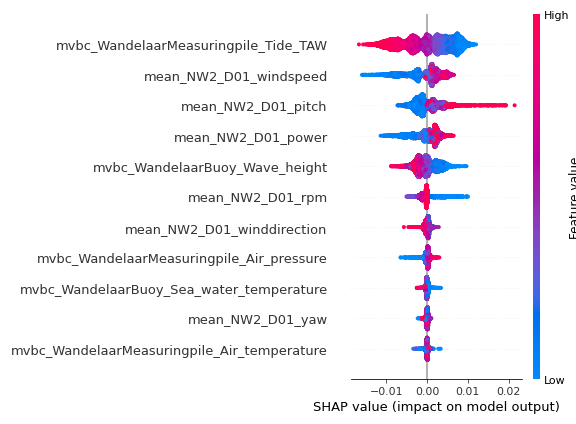 High
mvbc_WandelaarMeasuringpile_Tide_TAW
mean_NW2_D01_windspeed
mean_NW2_D01_pitch
mean_NW2_D01_power
mvbc_WandelaarBuoy_Wave_height
mean_NW2_D01_rpm
mean_NW2_D01_winddirection
mvbc_WandelaarMeasuringpile_Air_pressure
mvbc_WandelaarBuoy_Sea_water_temperature
mean_NW2_D01_yaw
mvbc_WandelaarMeasuringpile_Air_temperature
Feature value
Low
−0.01 0.00 0.01 0.02
SHAP value (impact on model output)